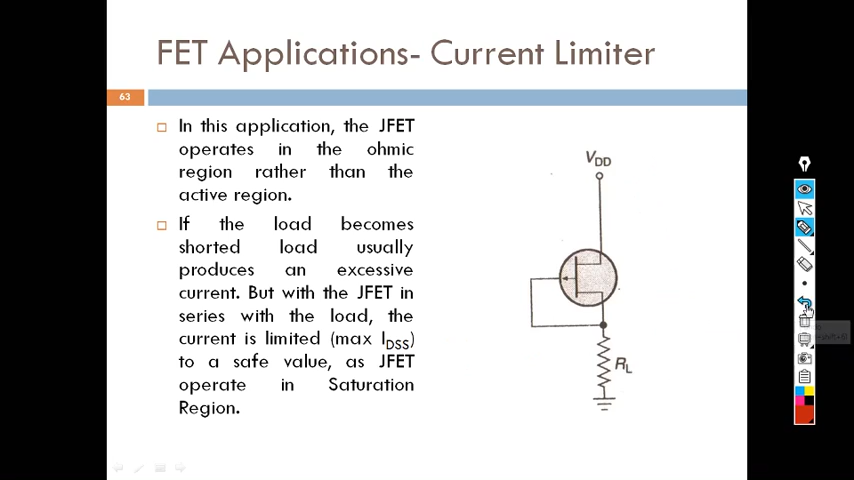 FET Applications- Current Limiter
63
In this application, the JFET
operates in the ohmic
region rather than the
active region.
If the load becomes
shorted load usually
produces an excessive
current. But with the JFET in
series with the load, the
current is limited (max IDSS)
to a safe value, as JFET
operate in Saturation
Region.
VDD
RL